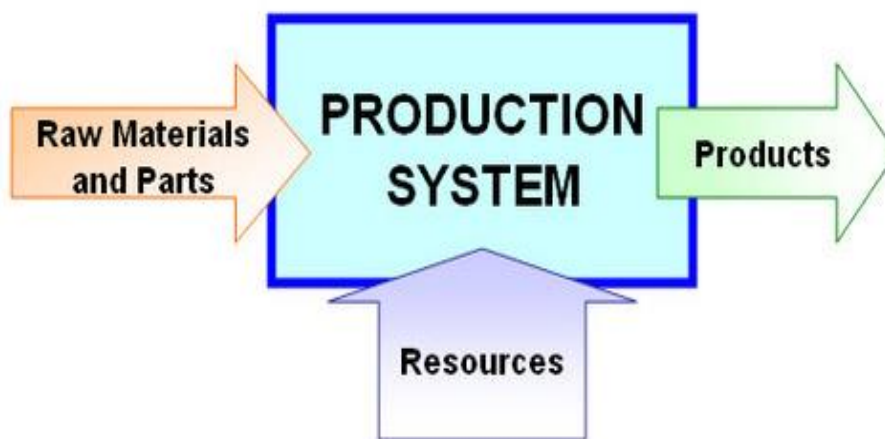 Raw Materials
and Parts
PRODUCTION
SYSTEM
Products
Resources